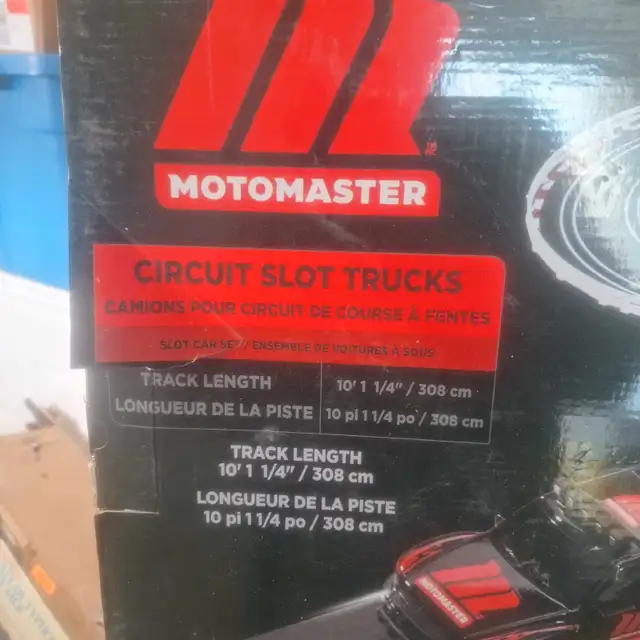 MOTOMASTER
CIRCUIT SLOT TRUCKS
CAMIONS POUR CIRCUIT DE COURSE À FENTES
SLOT CAR SET / ENSEMBLE DE VOITURES À SOUS
TRACK LENGTH 10' 1 1/4" / 308 cm
LONGUEUR DE LA PISTE 10 pi 1 1/4 po / 308 cm
TRACK LENGTH
10' 1 1/4" / 308 cm
LONGUEUR DE LA PISTE
10 pi 1 1/4 po / 308 cm
MOTOMASTER